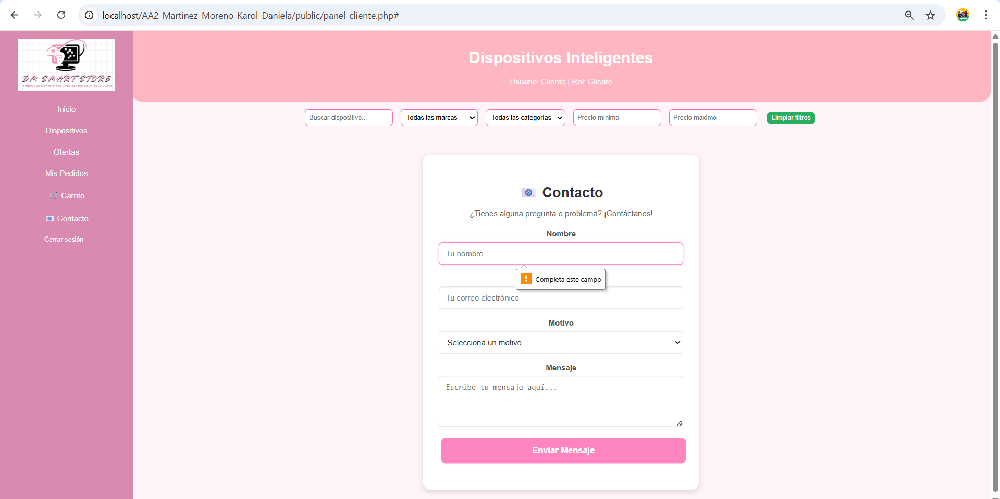 localhost/AA2_Martinez_Moreno_Karol_Daniela/public/panel_cliente.php#
DM SMART STORE
TODOS TUS DISPOSITIVOS INTELIGENTES EN UN SOLO LUGAR
Inicio
Dispositivos
Ofertas
Mis Pedidos
Carrito
Contacto
Cerrar sesión
Dispositivos Inteligentes
Usuario: Cliente | Rol: Cliente
Buscar dispositivo... Todas las marcas Todas las categorías Precio mínimo Precio máximo Limpiar filtros
Contacto
¿Tienes alguna pregunta o problema? ¡Contáctanos!
Nombre
Tu nombre
Completa este campo
Tu correo electrónico
Motivo
Selecciona un motivo
Mensaje
Escribe tu mensaje aquí...
Enviar Mensaje